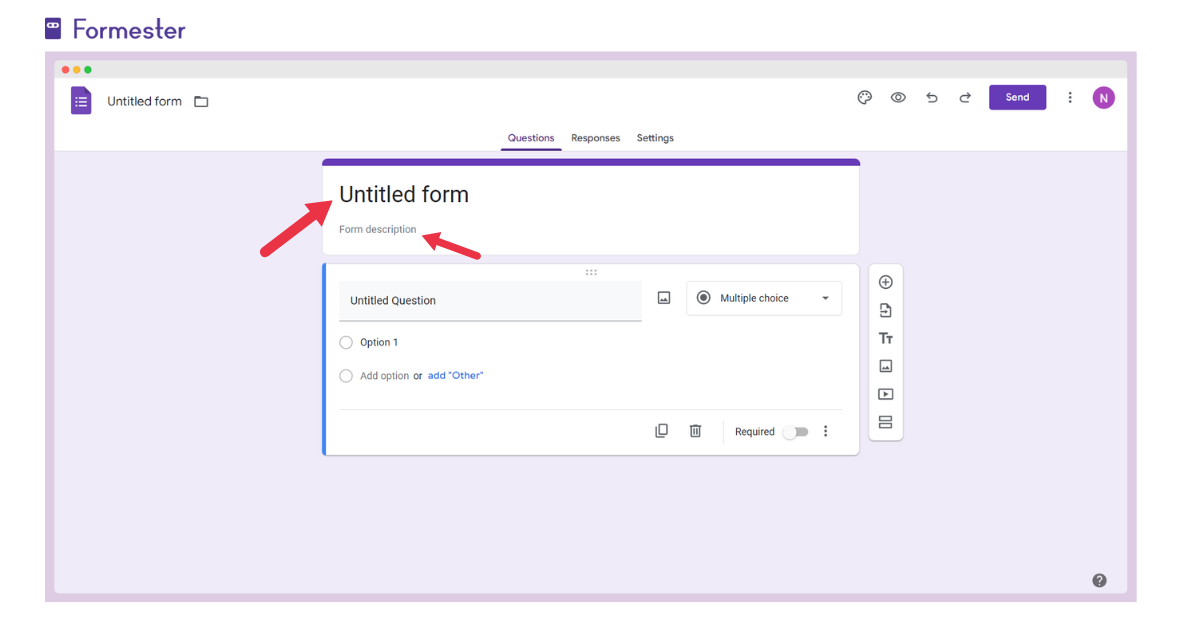 Formester
Untitled form
Send
N
Questions Responses Settings
Untitled form
Form description
Untitled Question
Multiple choice
Option 1
Add option or add "Other"
Required
Tт